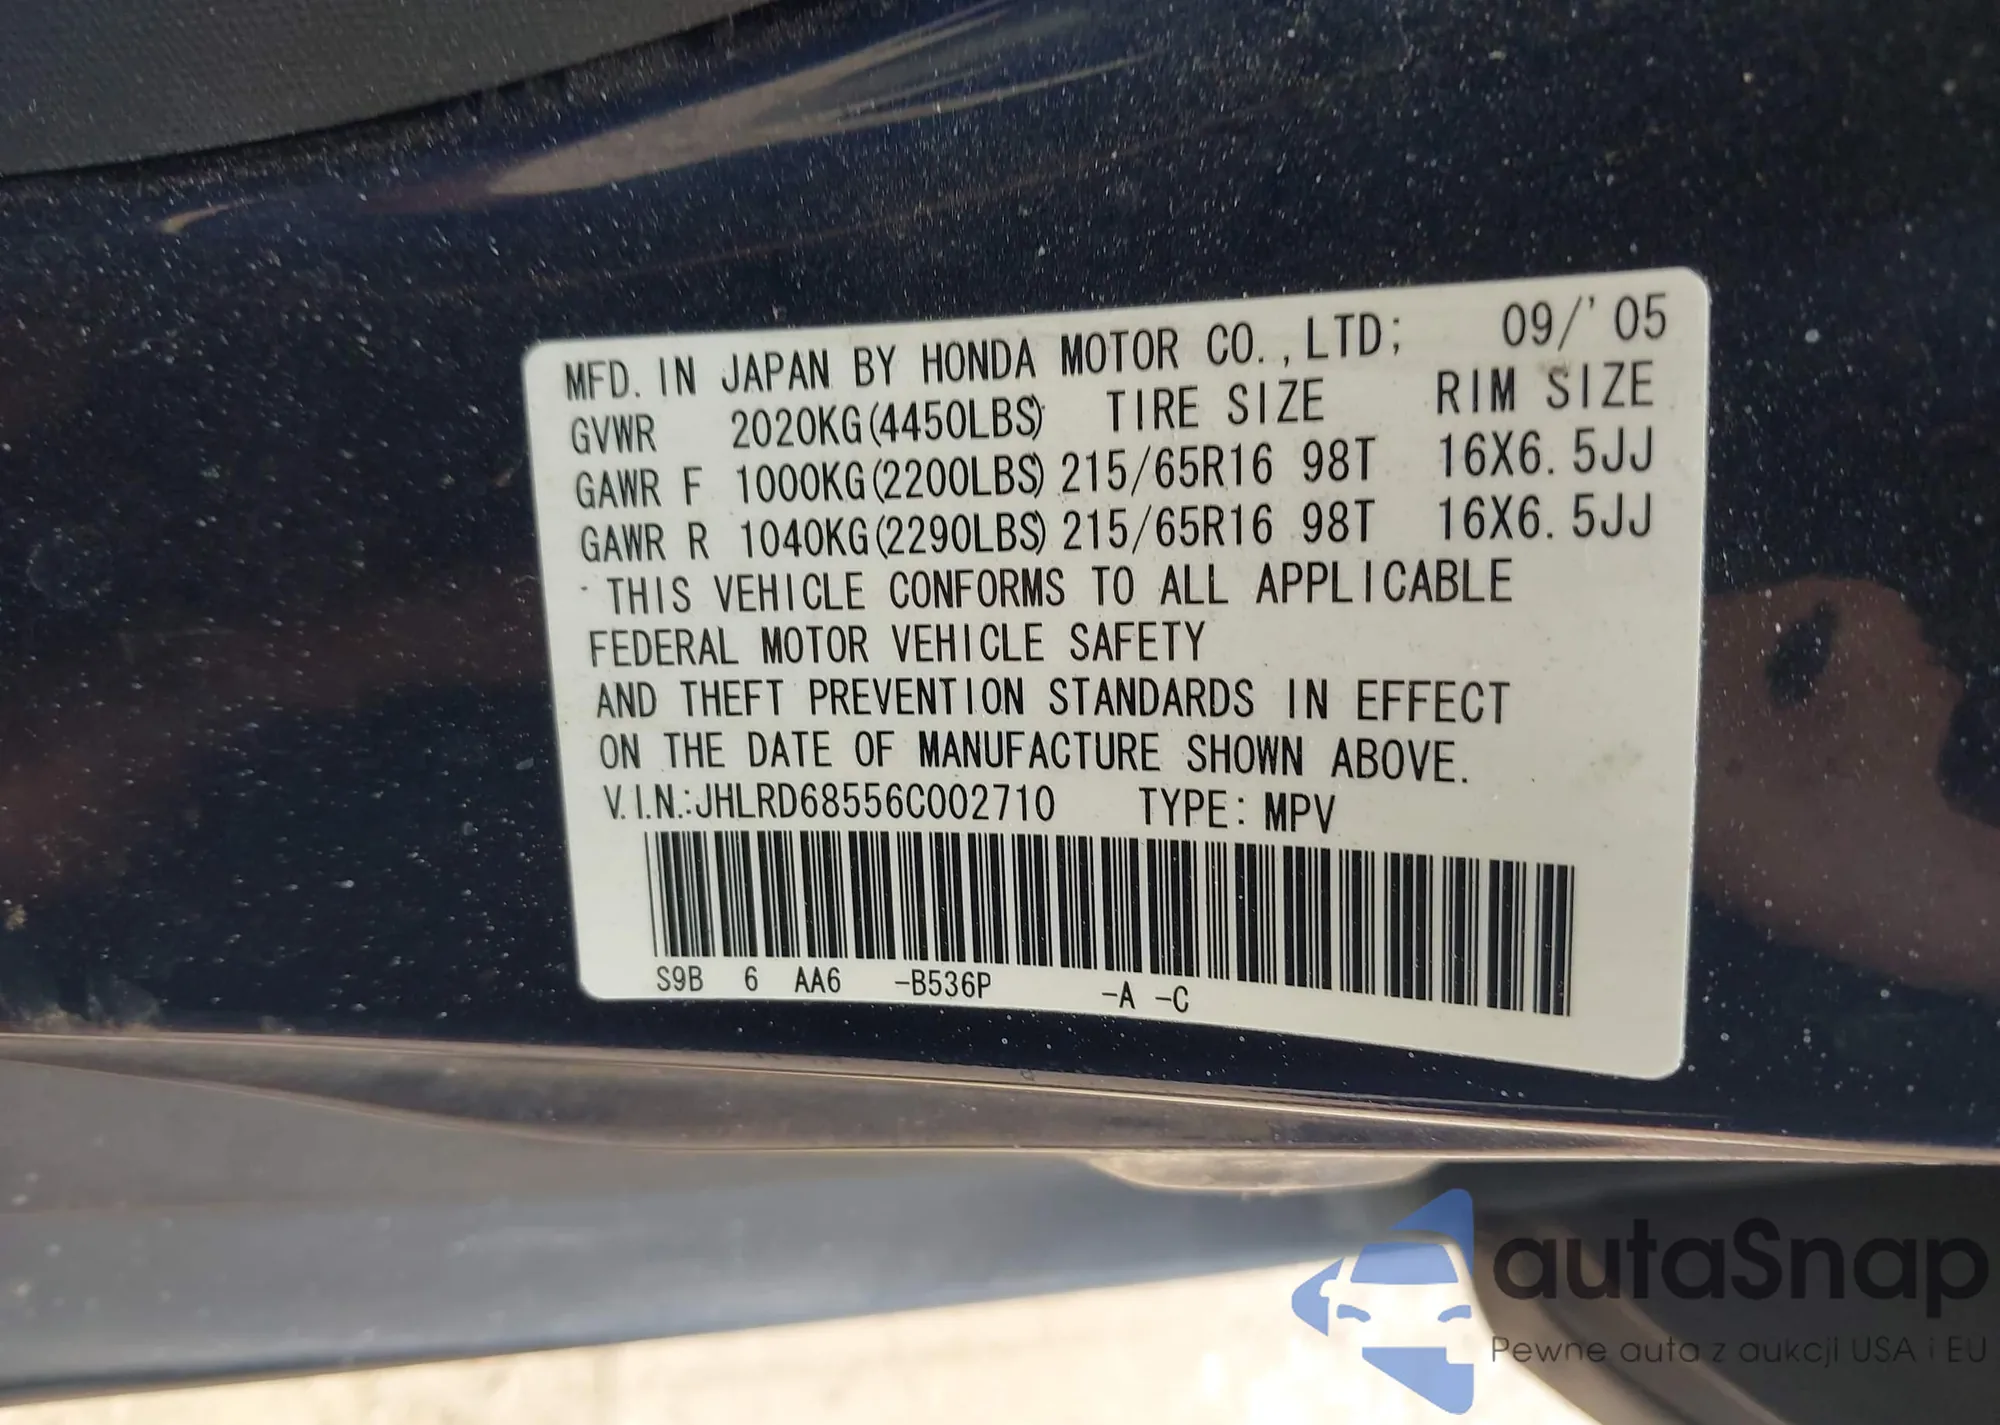 MFD. IN JAPAN BY HONDA MOTOR CO.,LTD; 09/'05
GVWR 2020KG(4450LBS) TIRE SIZE RIM SIZE
GAWR F 1000KG(2200LBS) 215/65R16 98T 16X6.5JJ
GAWR R 1040KG(2290LBS) 215/65R16 98T 16X6.5JJ
THIS VEHICLE CONFORMS TO ALL APPLICABLE
FEDERAL MOTOR VEHICLE SAFETY
AND THEFT PREVENTION STANDARDS IN EFFECT
ON THE DATE OF MANUFACTURE SHOWN ABOVE.
V.I.N.:JHLRD68556C002710 TYPE: MPV
S9B 6 AA6 -B536P -A -C
autaSnap
Pewne auta z aukcji USA i EU